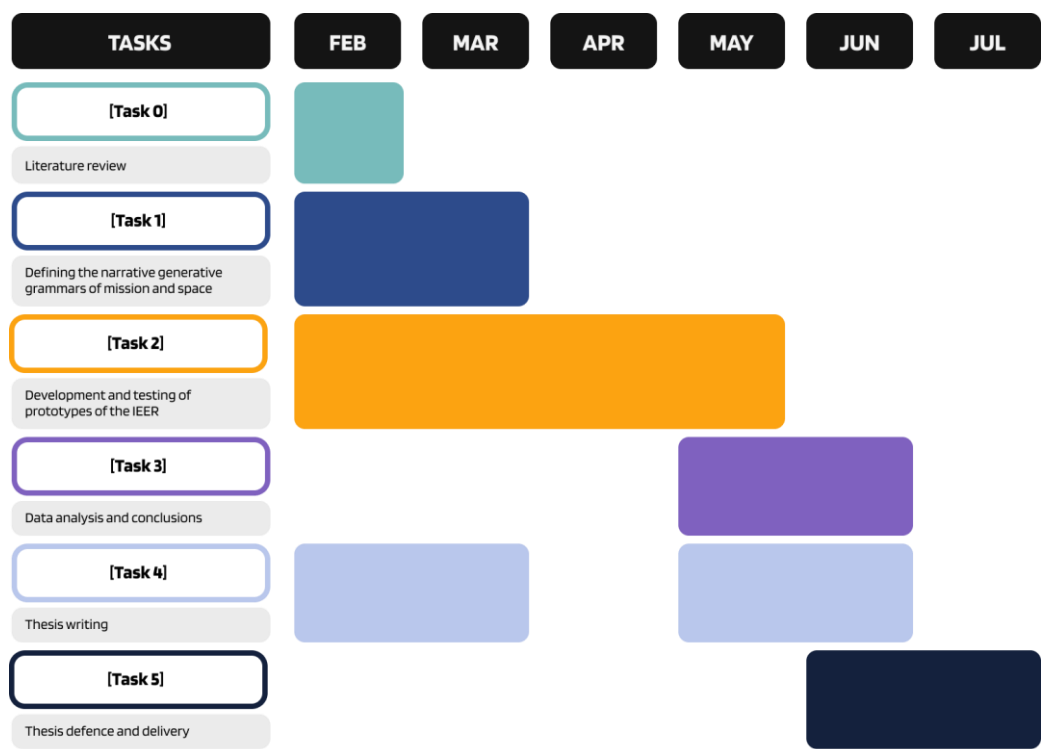 TASKS FEB MAR APR MAY JUN JUL
[Task 0]
Literature review
[Task 1]
Defining the narrative generative
grammars of mission and space
[Task 2]
Development and testing of
prototypes of the IEER
[Task 3]
Data analysis and conclusions
[Task 4]
Thesis writing
[Task 5]
Thesis defence and delivery